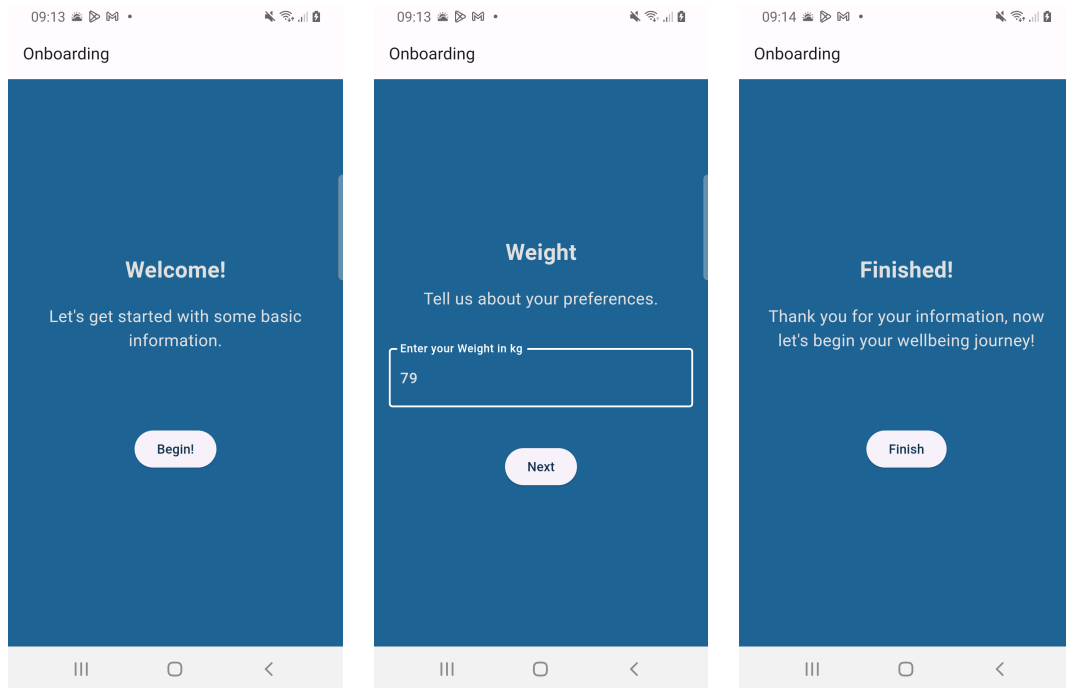 09:13
Onboarding
Welcome!
Let's get started with some basic
information.
Begin!
09:13
Onboarding
Weight
Tell us about your preferences.
Enter your Weight in kg
79
Next
09:14
Onboarding
Finished!
Thank you for your information, now
let's begin your wellbeing journey!
Finish